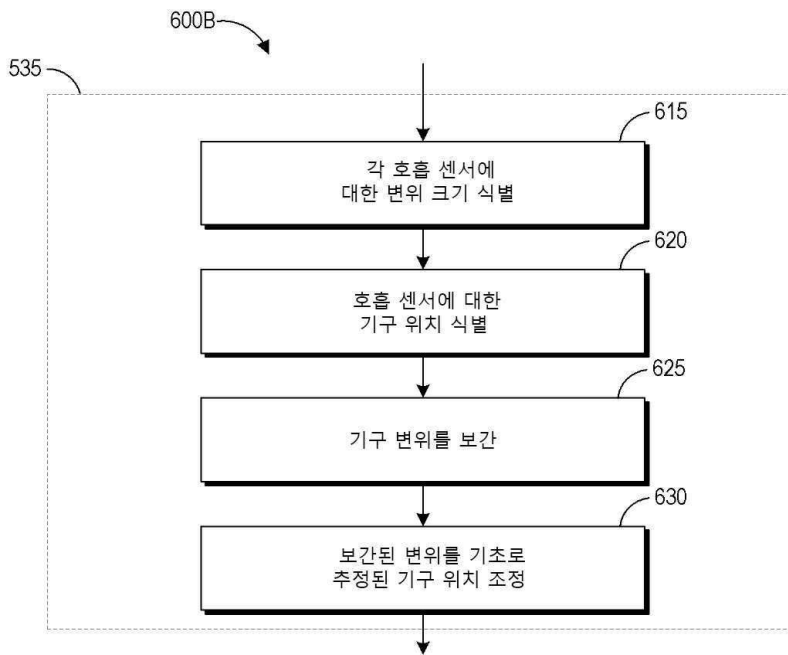 600B
535
615
각 호흡 센서에
대한 변위 크기 식별
620
호흡 센서에 대한
기구 위치 식별
625
기구 변위를 보간
630
보간된 변위를 기초로
추정된 기구 위치 조정